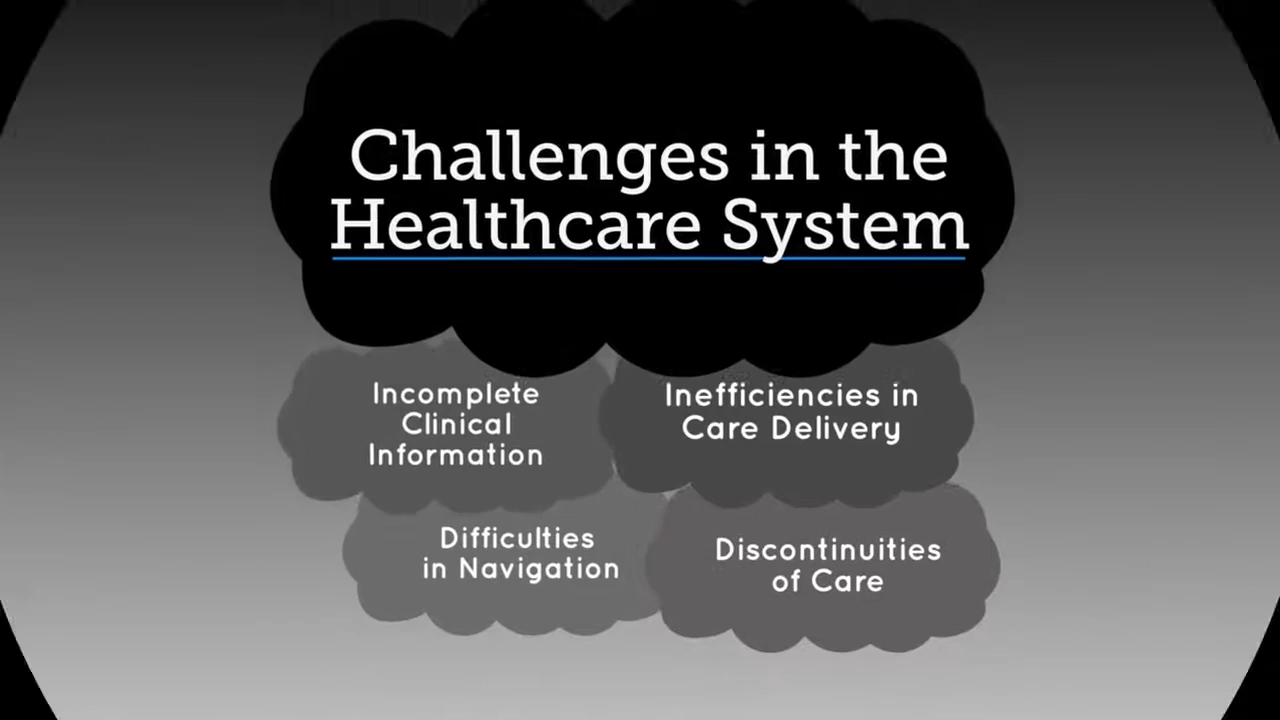 Challenges in the
Healthcare System
Incomplete
Clinical
Information
Inefficiencies in
Care Delivery
Difficulties
in Navigation
Discontinuities
of Care